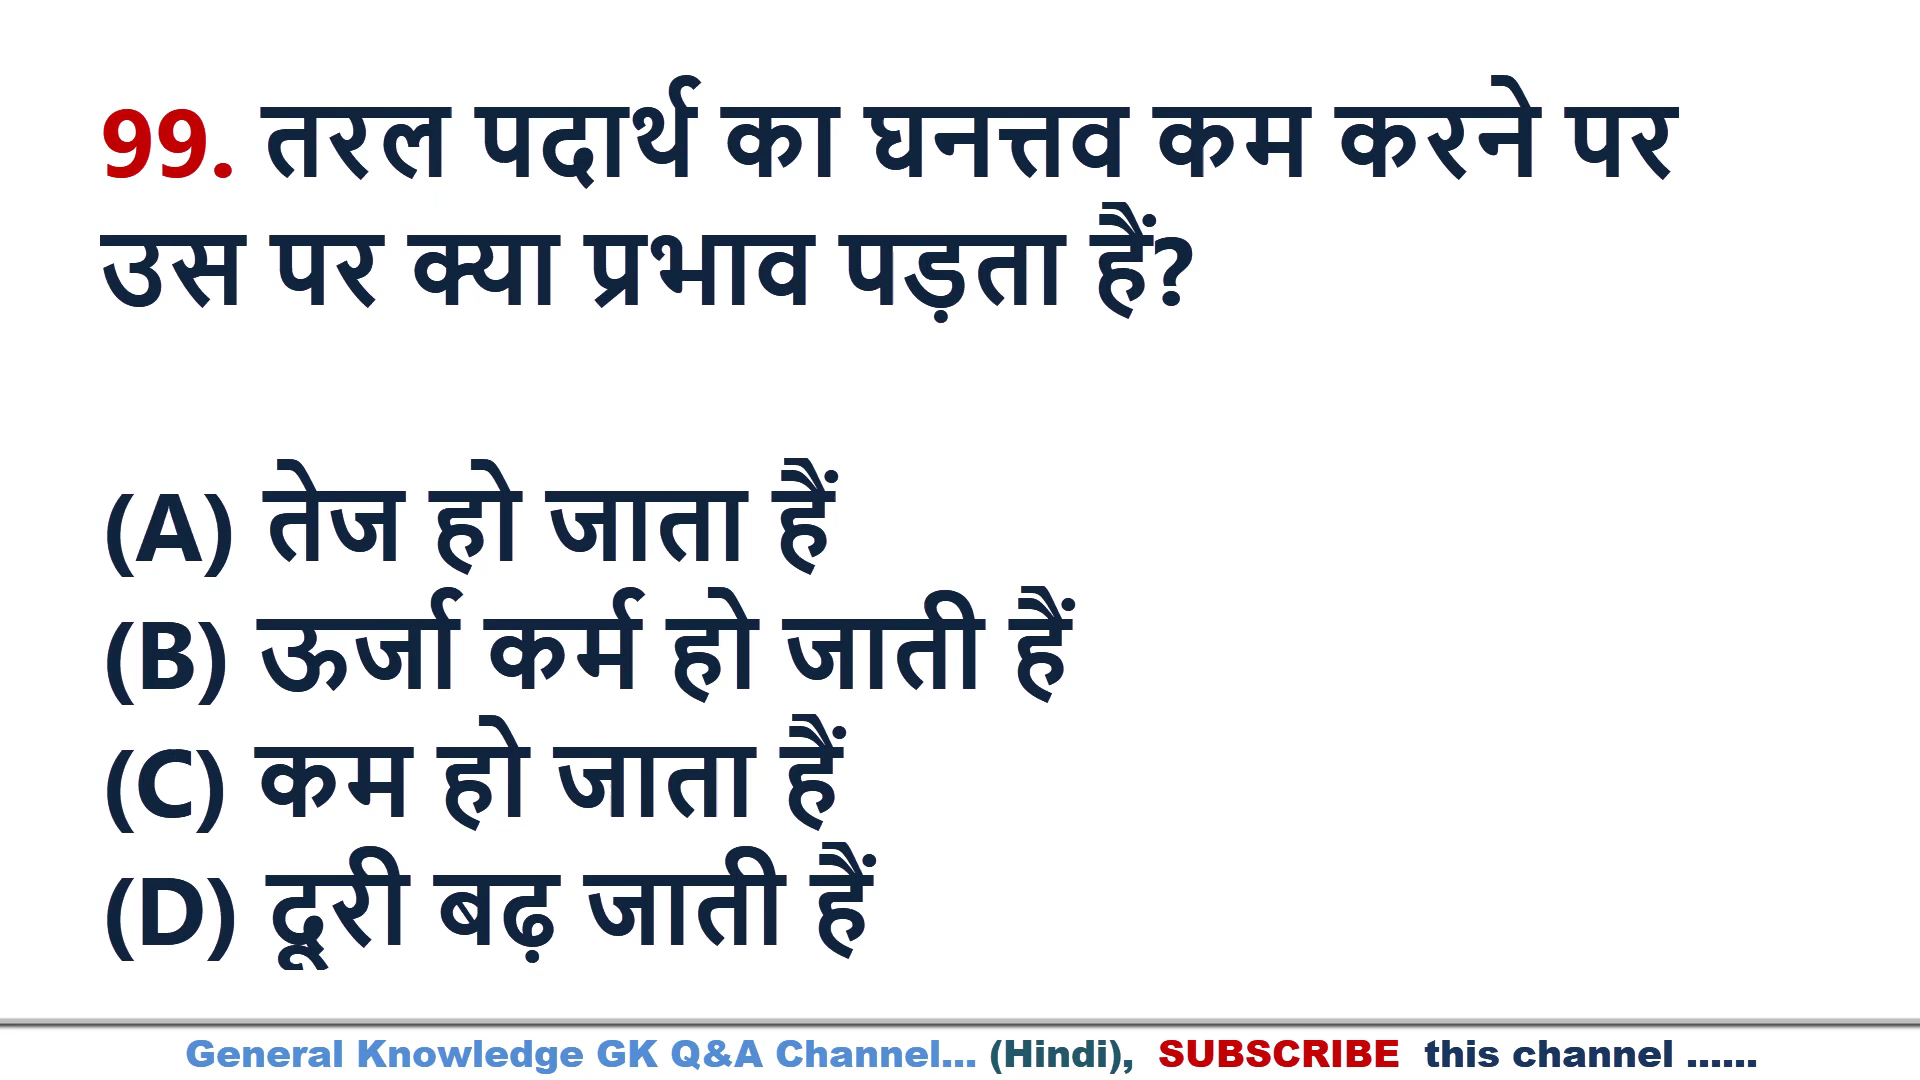 99. तरल पदार्थ का घनत्तव कम करने पर
उस पर क्या प्रभाव पड़ता हैं?
(A) तेज हो जाता हैं
(B) ऊर्जा कर्म हो जाती हैं
(C) कम हो जाता हैं
(D) दूरी बढ़ जाती हैं
General Knowledge GK Q&A Channel... (Hindi), SUBSCRIBE this channel ......